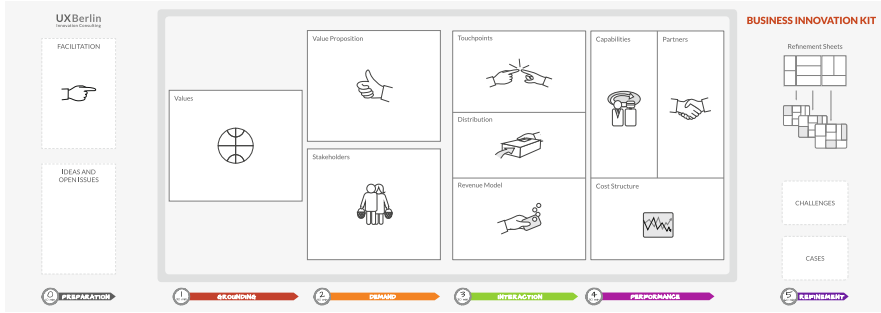 UXBerlin
Innovation Consulting
BUSINESS INNOVATION KIT
FACILITATION
IDEAS AND
OPEN ISSUES
Values
Value Proposition
Stakeholders
Touchpoints
Distribution
Revenue Model
Capabilities
Partners
Cost Structure
Refinement Sheets
CHALLENGES
CASES
0 PREPARATION
1 GROUNDING
2 DEMAND
3 INTERACTION
4 PERFORMANCE
5 REFINEMENT